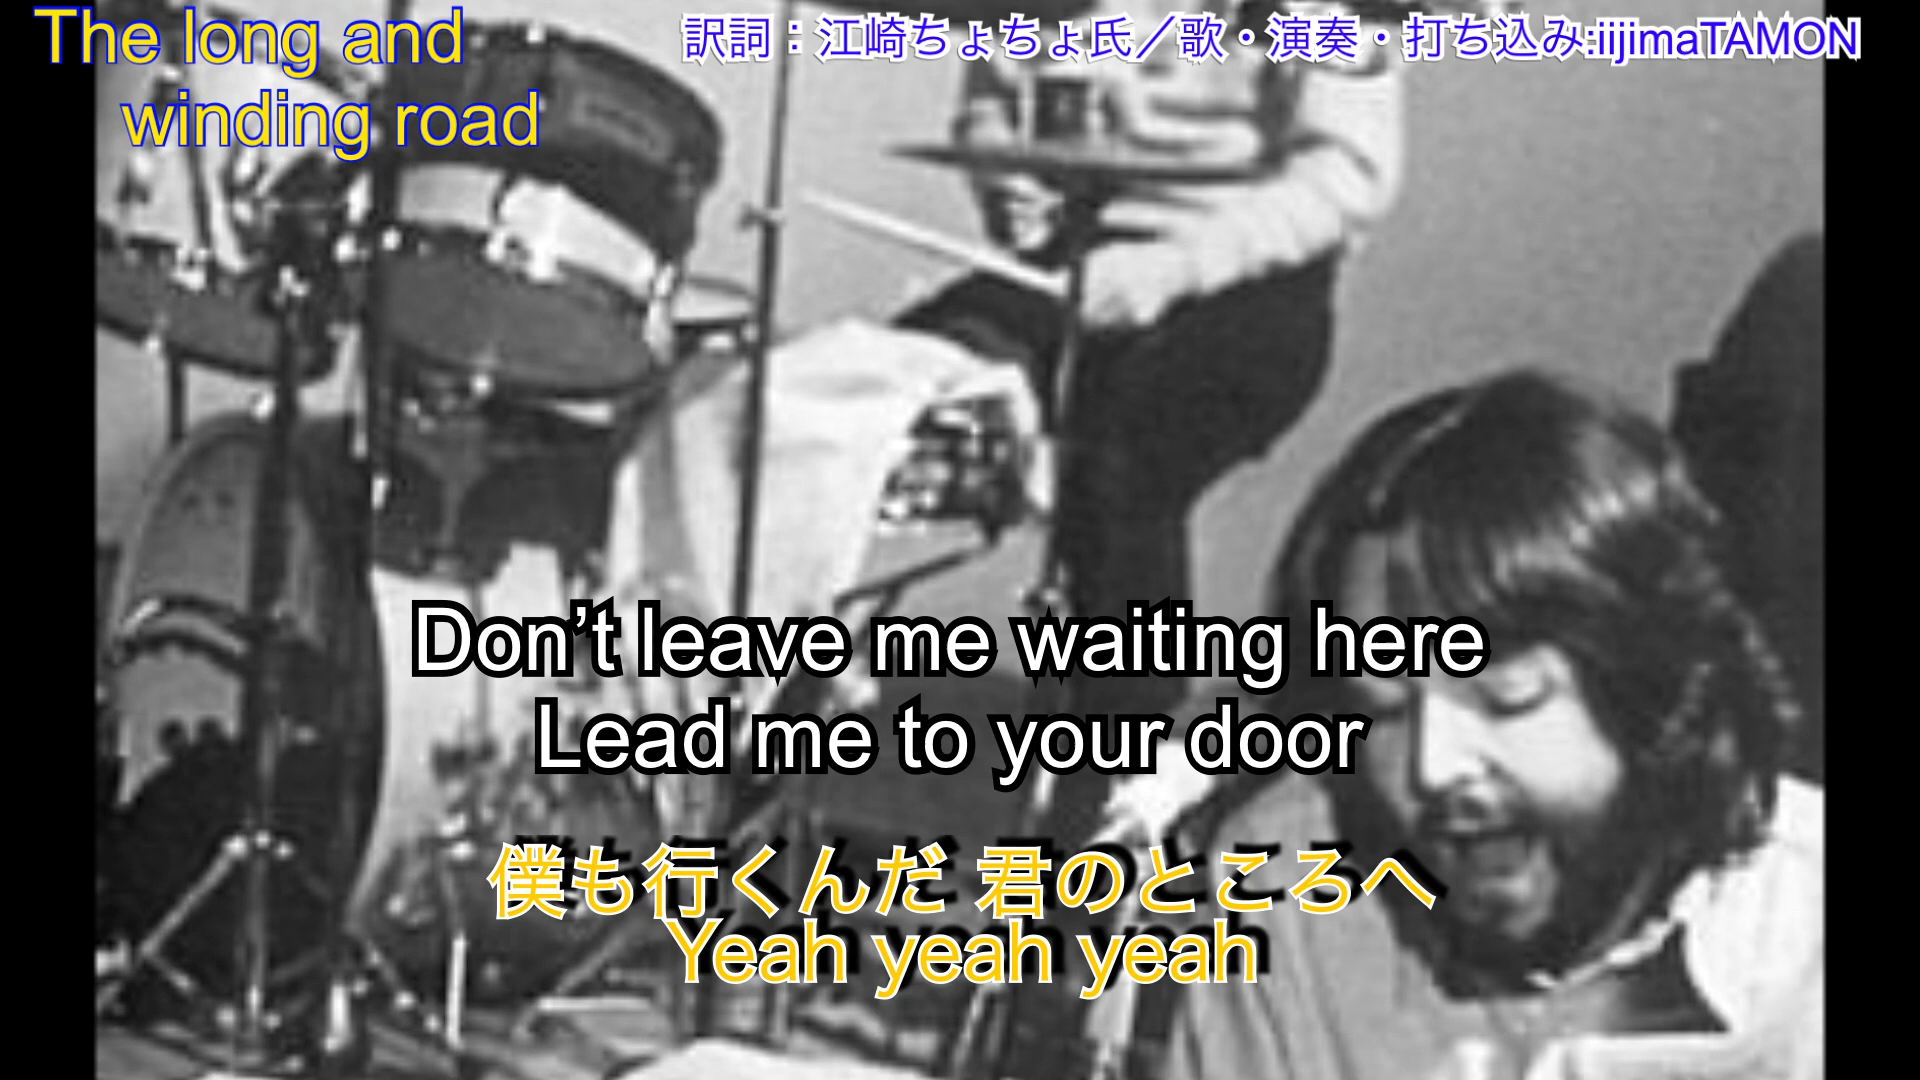 The long and
winding road
訳詞：江崎ちょちょ氏／歌・演奏・打ち込み:iijimaTAMON
Don’t leave me waiting here
Lead me to your door
僕も行くんだ 君のところへ
Yeah yeah yeah